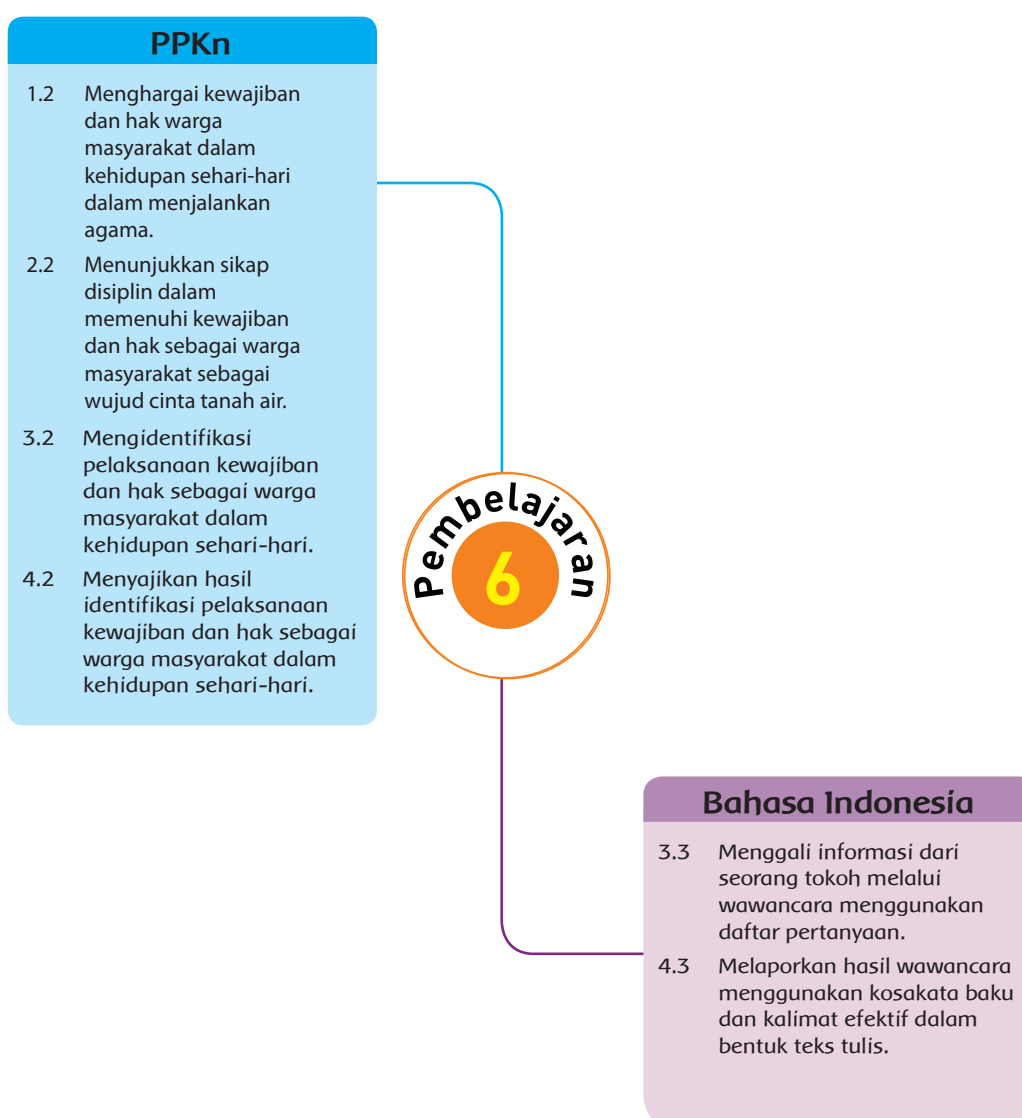 PPKn
1.2 Menghargai kewajiban
dan hak warga
masyarakat dalam
kehidupan sehari-hari
dalam menjalankan
agama.
2.2 Menunjukkan sikap
disiplin dalam
memenuhi kewajiban
dan hak sebagai warga
masyarakat sebagai
wujud cinta tanah air.
3.2 Mengidentifikasi
pelaksanaan kewajiban
dan hak sebagai warga
masyarakat dalam
kehidupan sehari-hari.
4.2 Menyajikan hasil
identifikasi pelaksanaan
kewajiban dan hak sebagai
warga masyarakat dalam
kehidupan sehari-hari.
Pembelajaran
6
Bahasa Indonesia
3.3 Menggali informasi dari
seorang tokoh melalui
wawancara menggunakan
daftar pertanyaan.
4.3 Melaporkan hasil wawancara
menggunakan kosakata baku
dan kalimat efektif dalam
bentuk teks tulis.